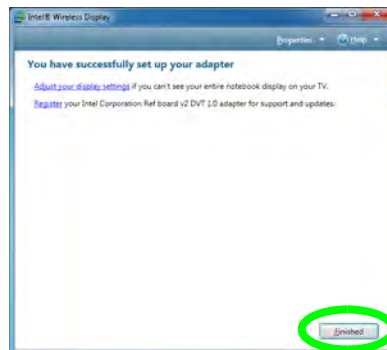 Intel® Wireless Display
Properties Help
You have successfully set up your adapter
Adjust your display settings if you can't see your entire notebook display on your TV.
Register your Intel Corporation Ref board v2 DVT 1.0 adapter for support and updates.
Finished